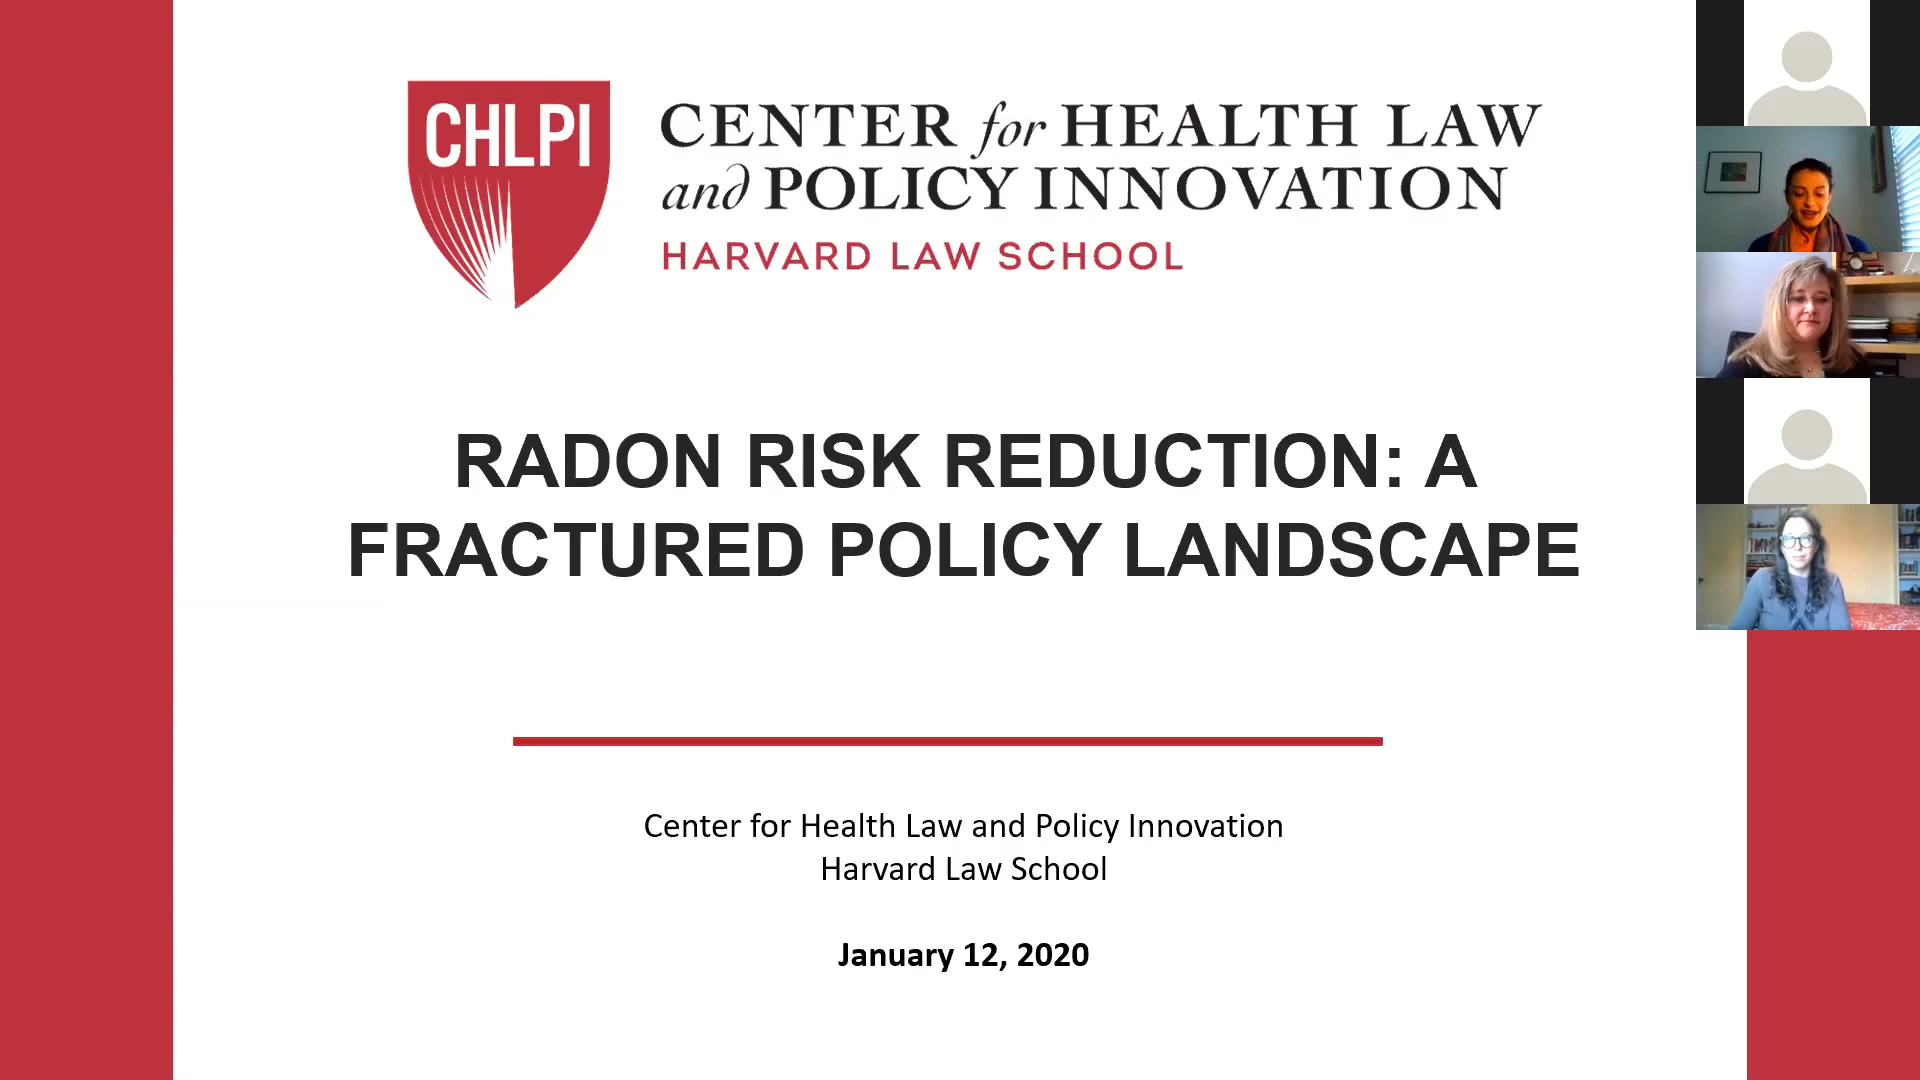 CHLPI
CENTER for HEALTH LAW
and POLICY INNOVATION
HARVARD LAW SCHOOL
RADON RISK REDUCTION: A
FRACTURED POLICY LANDSCAPE
Center for Health Law and Policy Innovation
Harvard Law School
January 12, 2020